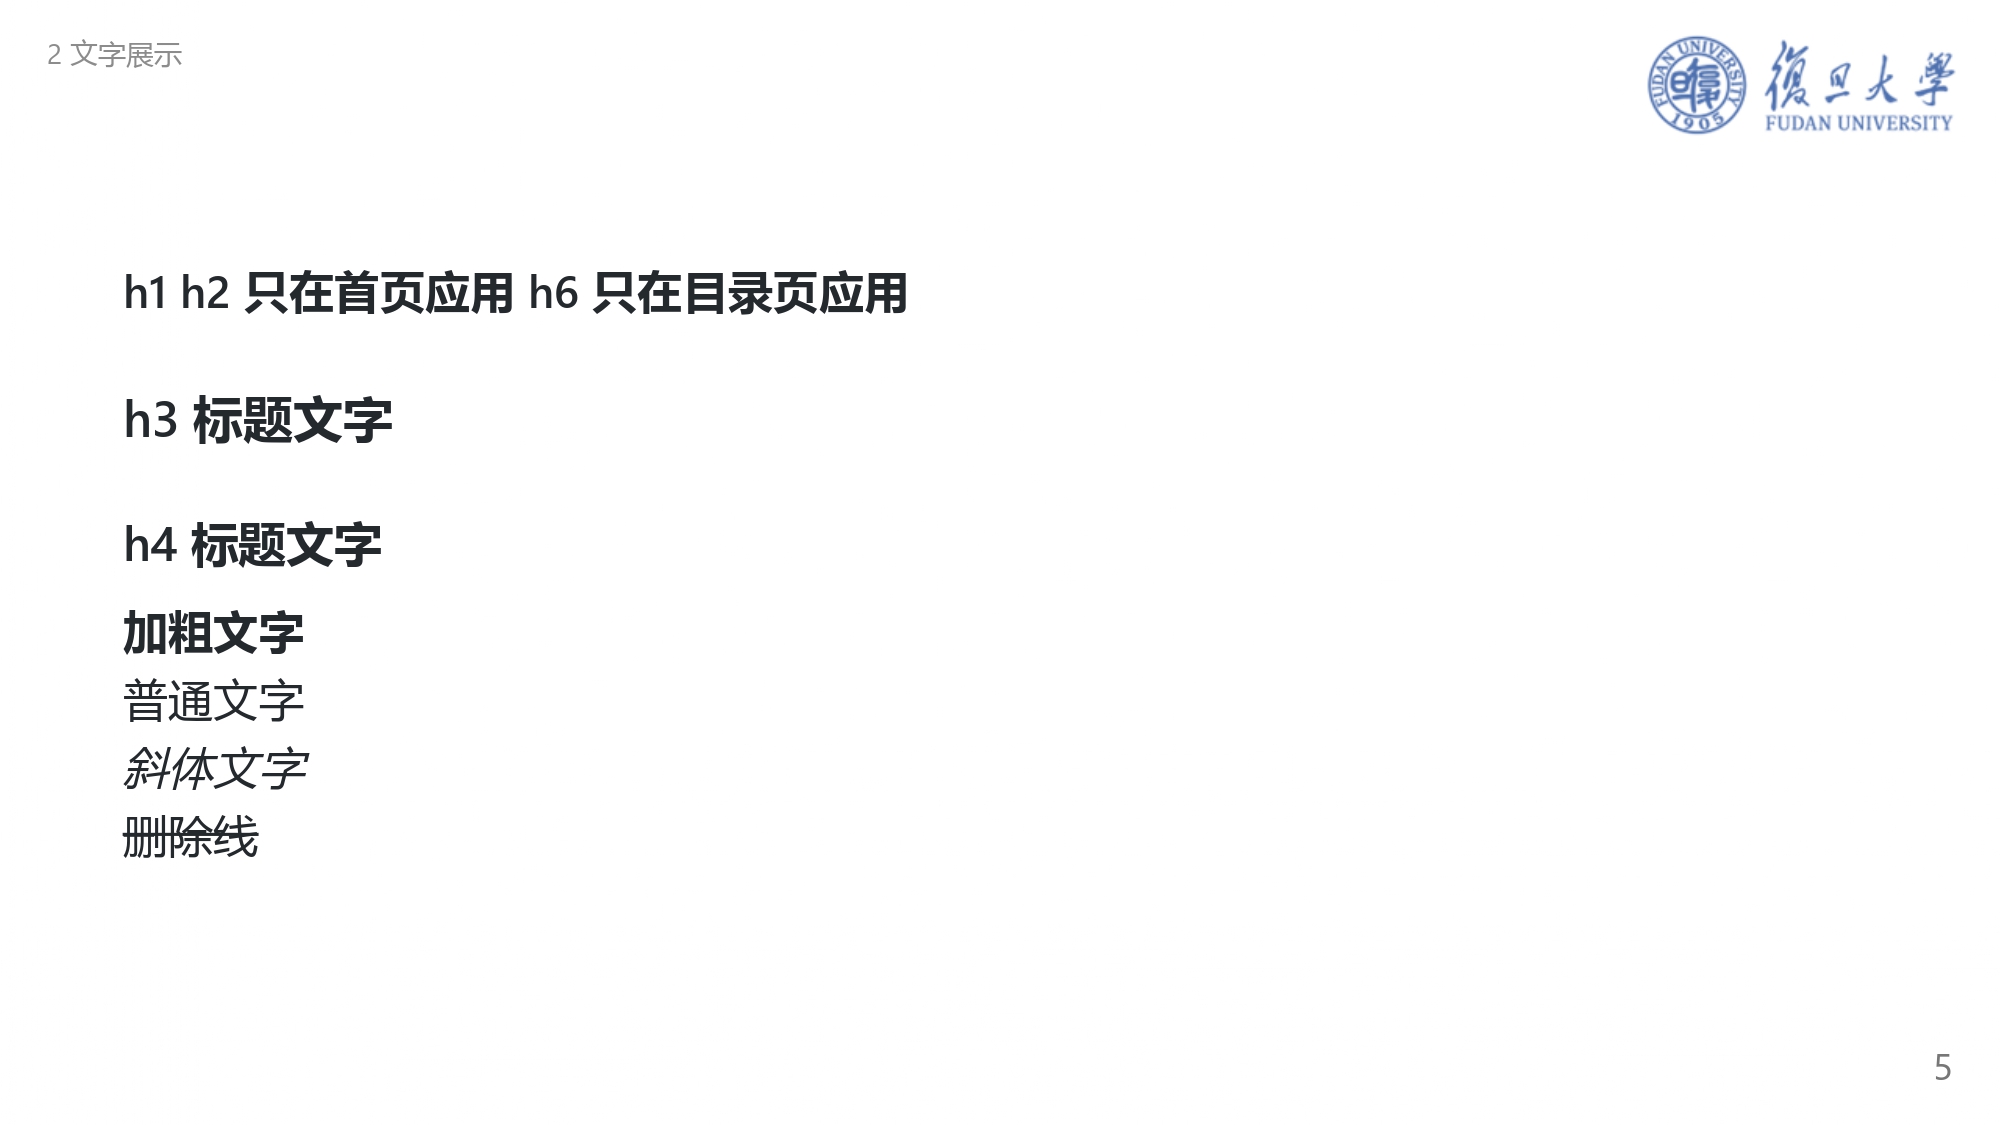 2 文字展示
FUDAN UNIVERSITY
1905
復旦大學
FUDAN UNIVERSITY
h1 h2 只在首页应用 h6 只在目录页应用
h3 标题文字
h4 标题文字
加粗文字
普通文字
斜体文字
删除线
5